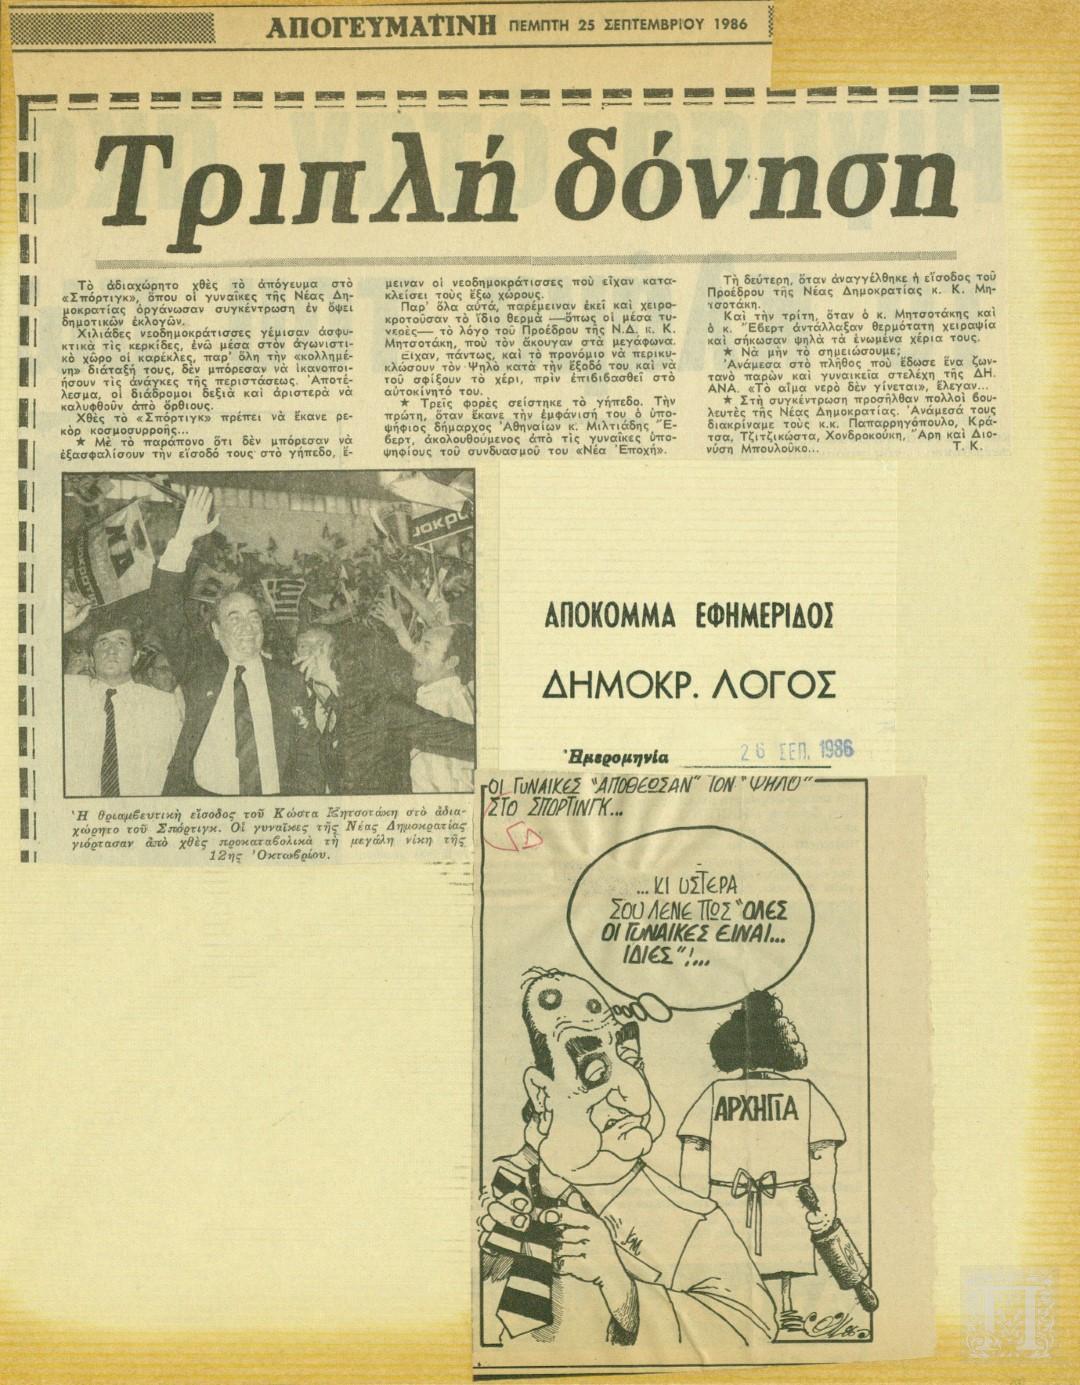 ΑΠΟΓΕΥΜΑΤΙΝΗ ΠΕΜΠΤΗ 25 ΣΕΠΤΕΜΒΡΙΟΥ 1986
Τριπλή δόνηση
Τὸ ἀδιαχώρητο χθὲς τὸ ἀπόγευμα στὸ
«Σπόρτιγκ», ὅπου οἱ γυναῖκες τῆς Νέας Δη-
μοκρατίας ὀργάνωσαν συγκέντρωση ἐν ὄψει
δημοτικῶν ἐκλογῶν.
Χιλιάδες νεοδημοκράτισσες γέμισαν ἀσφυ-
κτικὰ τὶς κερκίδες, ἐνῶ μέσα στὸν ἀγωνιστι-
κὸ χῶρο οἱ καρέκλες, παρ' ὅλη τὴν «κολλημέ-
νη» διάταξή τους, δὲν μπόρεσαν νὰ ἱκανοποι-
ήσουν τὶς ἀνάγκες τῆς περιστάσεως. Ἀποτέ-
λεσμα, οἱ διάδρομοι δεξιὰ καὶ ἀριστερὰ νὰ
καλυφθοῦν ἀπὸ ὄρθιους.
Χθὲς τὸ «Σπόρτιγκ» πρέπει νὰ ἔκανε ρε-
κὸρ κοσμοσυρροῆς...
★ Μὲ τὸ παράπονο ὅτι δὲν μπόρεσαν νὰ
ἐξασφαλίσουν τὴν εἴσοδό τους στὸ γήπεδο, ἔ-
μειναν οἱ νεοδημοκράτισσες ποὺ εἶχαν κατα-
κλείσει τοὺς ἔξω χώρους.
Παρ' ὅλα αὐτά, παρέμειναν ἐκεῖ καὶ χειρο-
κροτοῦσαν τὸ ἴδιο θερμὰ —ὅπως οἱ μέσα τυ-
χερὲς— τὸ λόγο τοῦ Προέδρου τῆς Ν.Δ. κ. Κ.
Μητσοτάκη, ποὺ τὸν ἄκουγαν στὰ μεγάφωνα.
Εἶχαν, πάντως, καὶ τὸ προνόμιο νὰ περικυ-
κλώσουν τὸν Ψηλὸ κατὰ τὴν ἔξοδό του καὶ νὰ
τοῦ σφίξουν τὸ χέρι, πρὶν ἐπιβιβασθεῖ στὸ
αὐτοκίνητό του.
★ Τρεῖς φορὲς σείστηκε τὸ γήπεδο. Τὴν
πρώτη, ὅταν ἔκανε τὴν ἐμφάνισή του ὁ ὑπο-
ψήφιος δήμαρχος Ἀθηναίων κ. Μιλτιάδης Ἔ-
βερτ, ἀκολουθούμενος ἀπὸ τὶς γυναῖκες ὑπο-
ψηφίους τοῦ συνδυασμοῦ του «Νέα Ἐποχή».
Τὴ δεύτερη, ὅταν ἀναγγέλθηκε ἡ εἴσοδος τοῦ
Προέδρου τῆς Νέας Δημοκρατίας κ. Κ. Μη-
τσοτάκη.
Καὶ τὴν τρίτη, ὅταν ὁ κ. Μητσοτάκης καὶ
ὁ κ. Ἔβερτ ἀντάλλαξαν θερμότατη χειραψία
καὶ σήκωσαν ψηλὰ τὰ ἑνωμένα χέρια τους.
★ Νὰ μὴν τὸ σημειώσουμε;
Ἀνάμεσα στὸ πλῆθος ποὺ ἔδωσε ἕνα ζων-
τανὸ παρὼν καὶ γυναικεῖα στελέχη τῆς ΔΗ.
ΑΝΑ. «Τὸ αἷμα νερὸ δὲν γίνεται», ἔλεγαν...
★ Στὴ συγκέντρωση προσῆλθαν πολλοὶ βου-
λευτὲς τῆς Νέας Δημοκρατίας. Ἀνάμεσά τους
διακρίναμε τοὺς κ.κ. Παπαρρηγόπουλο, Κρά-
τσα, Τζιτζικώστα, Χονδροκούκη, Ἄρη καὶ Διο-
νύση Μπουλοῦκο...
Τ. Κ.
ΝΔ
ΑΠΟΚΟΜΜΑ ΕΦΗΜΕΡΙΔΟΣ
ΔΗΜΟΚΡ. ΛΟΓΟΣ
Ἡμερομηνία 26 ΣΕΠ. 1986
Ἡ θριαμβευτικὴ εἴσοδος τοῦ Κώστα Μητσοτάκη στὸ ἀδια-
χώρητο τοῦ Σπόρτιγκ. Οἱ γυναῖκες τῆς Νέας Δημοκρατίας
γιόρτασαν ἀπὸ χθὲς προκαταβολικὰ τὴ μεγάλη νίκη τῆς
12ης Ὀκτωβρίου.
ΟΙ ΓΥΝΑΙΚΕΣ "ΑΠΟΘΕΩΣΑΝ" ΤΟΝ "ΨΗΛΟ"
ΣΤΟ ΣΠΟΡΤΙΝΓΚ...
...ΚΙ ΥΣΤΕΡΑ
ΣΟΥ ΛΕΝΕ ΠΩΣ "ΟΛΕΣ
ΟΙ ΓΥΝΑΙΚΕΣ ΕΙΝΑΙ...
ΙΔΙΕΣ"!...
ΑΡΧΗΓΙΑ